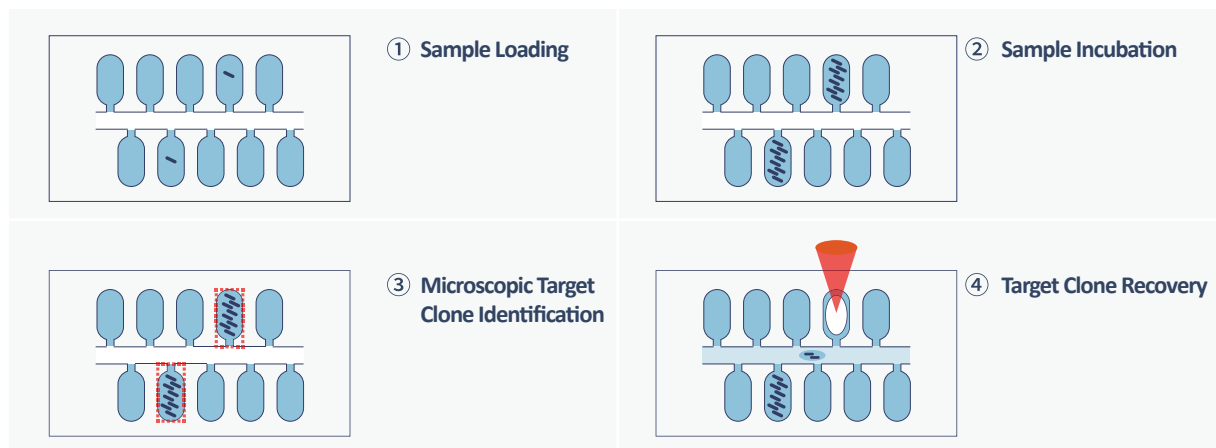 ① Sample Loading
② Sample Incubation
③ Microscopic Target
Clone Identification
④ Target Clone Recovery